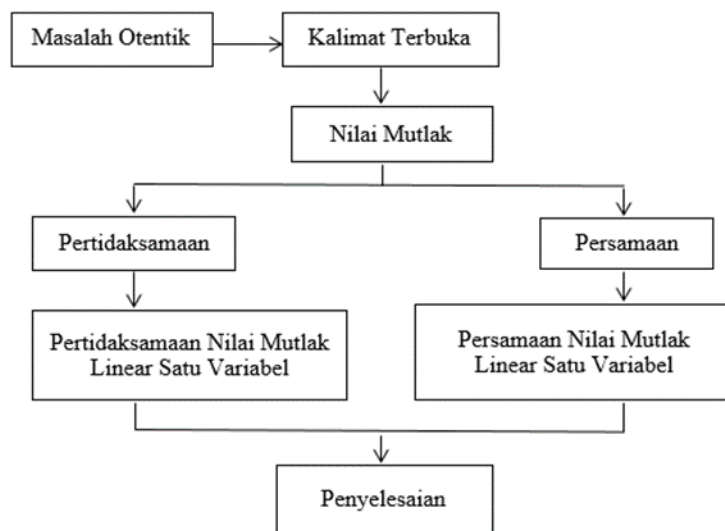 Masalah Otentik
Kalimat Terbuka
Nilai Mutlak
Pertidaksamaan
Persamaan
Pertidaksamaan Nilai Mutlak
Linear Satu Variabel
Persamaan Nilai Mutlak
Linear Satu Variabel
Penyelesaian